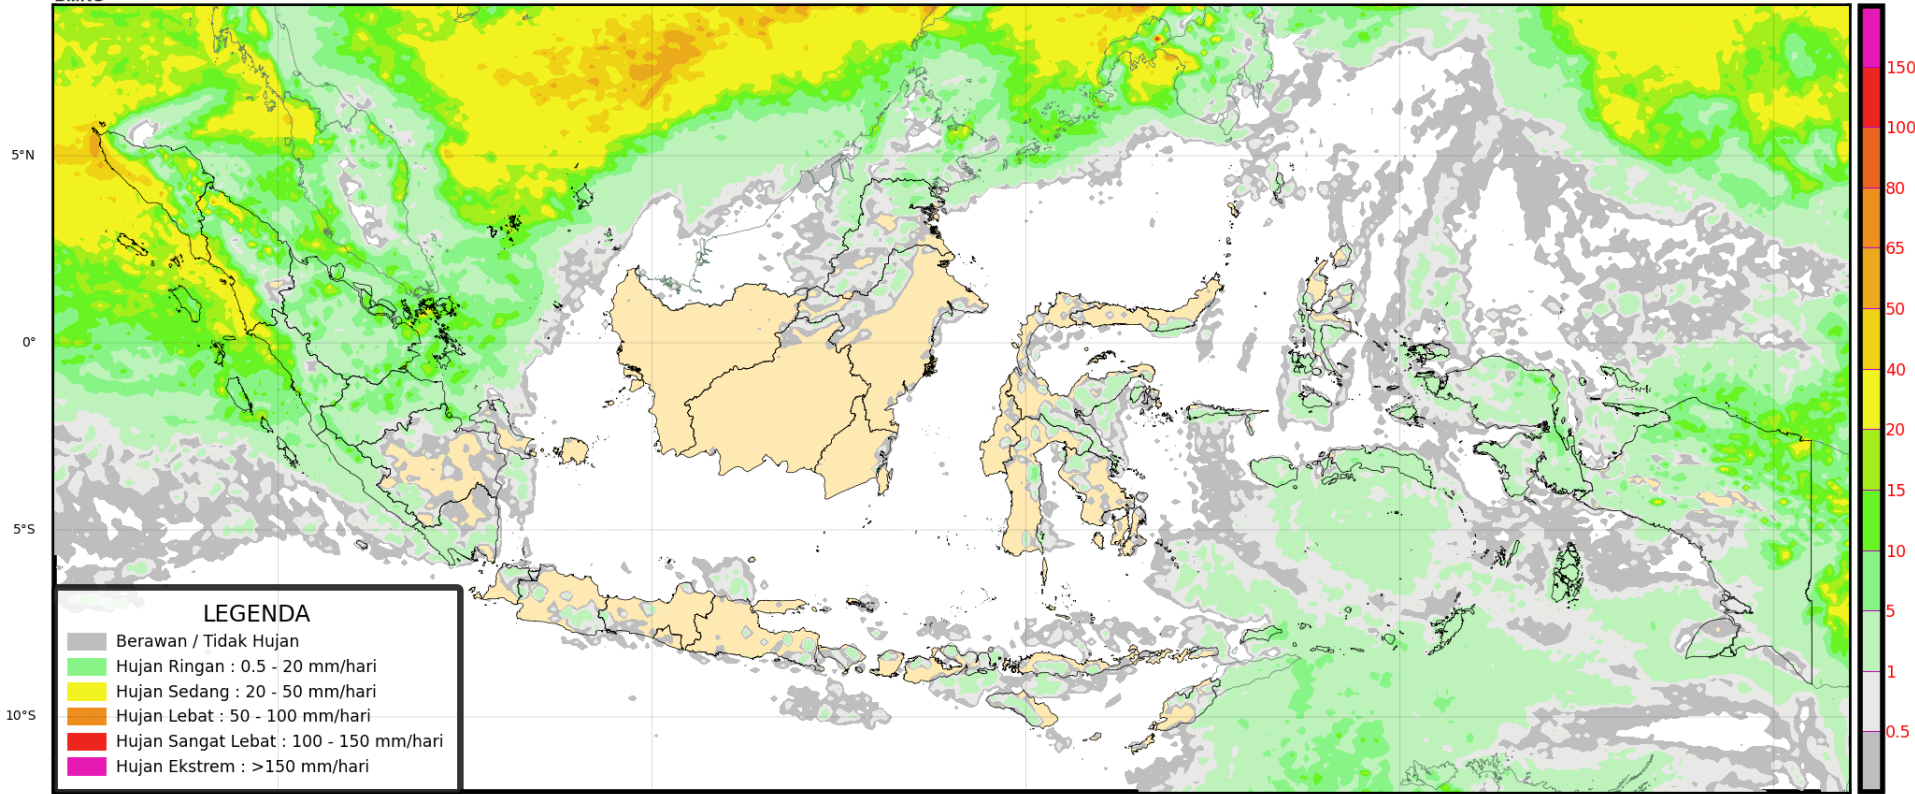 5°N
0°
5°S
10°S
LEGENDA
Berawan / Tidak Hujan
Hujan Ringan : 0.5 - 20 mm/hari
Hujan Sedang : 20 - 50 mm/hari
Hujan Lebat : 50 - 100 mm/hari
Hujan Sangat Lebat : 100 - 150 mm/hari
Hujan Ekstrem : >150 mm/hari
150
100
80
65
50
40
20
15
10
5
1
0.5